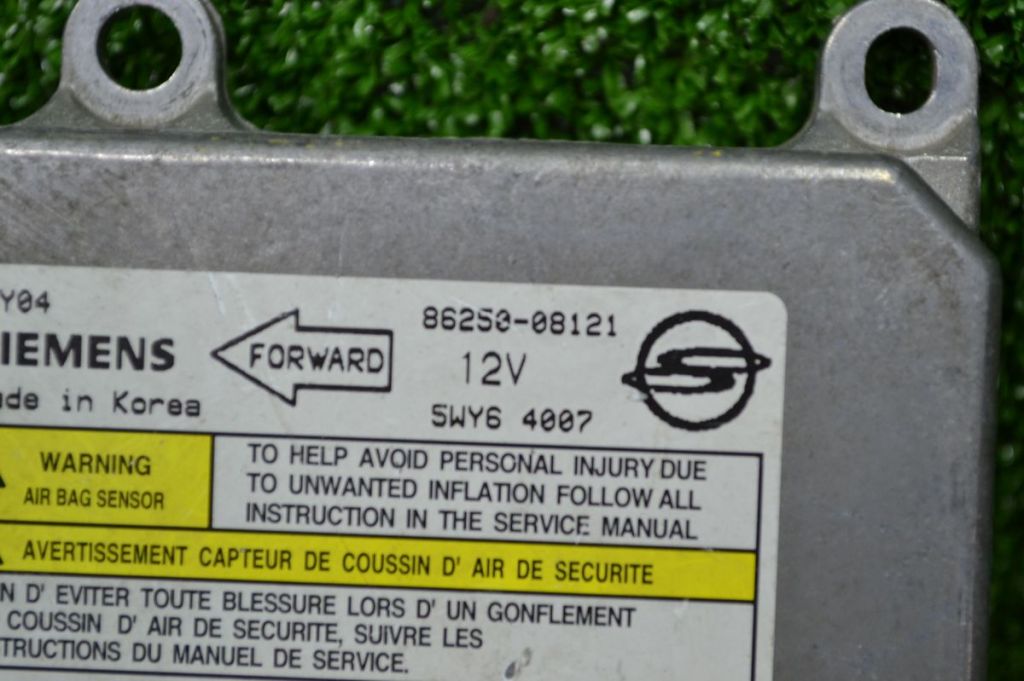 Y04
IEMENS
de in Korea
FORWARD
86250-08121
12V
5WY6 4007
WARNING
AIR BAG SENSOR
TO HELP AVOID PERSONAL INJURY DUE
TO UNWANTED INFLATION FOLLOW ALL
INSTRUCTION IN THE SERVICE MANUAL
AVERTISSEMENT CAPTEUR DE COUSSIN D' AIR DE SECURITE
N D' EVITER TOUTE BLESSURE LORS D' UN GONFLEMENT
COUSSIN D' AIR DE SECURITE, SUIVRE LES
TRUCTIONS DU MANUEL DE SERVICE.